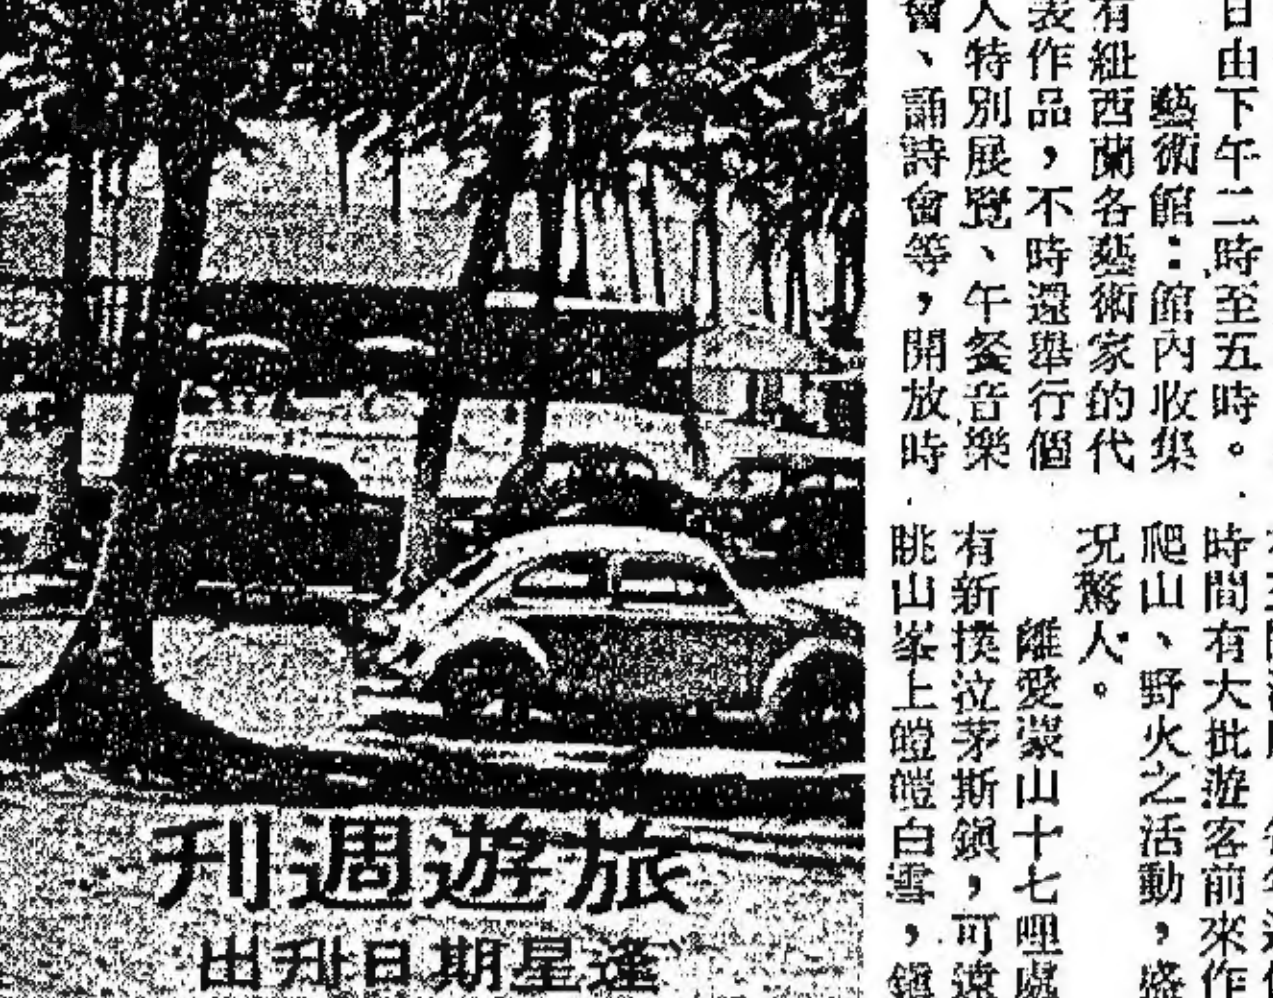 日由下午二時至五時。
藝術館：館內收集
有紐西蘭各藝術家的代
表作品，不時還舉行個
人特別展覽、午餐音樂
會、誦詩會等，開放時
時間有大批遊客前來作
爬山、野火之活動，盛
況驚人。
離愛濛山十七哩處
有新撲泣茅斯鎮，可遠
眺山峯上皚皚白雪，鎮
旅遊週刊
逢星期日刋出